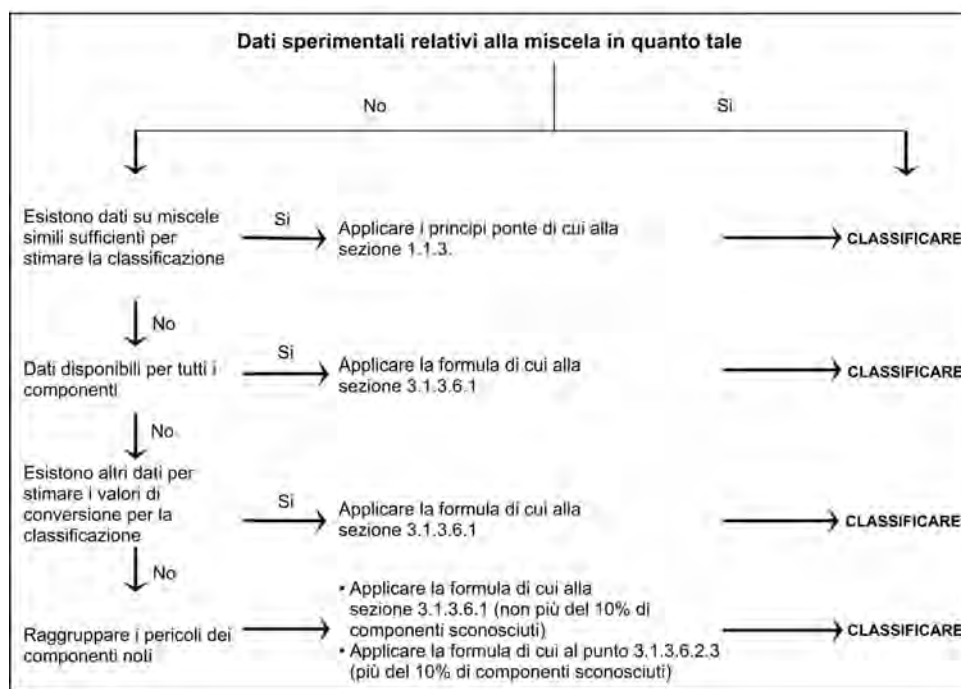 Dati sperimentali relativi alla miscela in quanto tale
No
Si
Esistono dati su miscele
simili sufficienti per
stimare la classificazione
Si
Applicare i principi ponte di cui alla
sezione 1.1.3.
CLASSIFICARE
No
Dati disponibili per tutti i
componenti
Si
Applicare la formula di cui alla
sezione 3.1.3.6.1
CLASSIFICARE
No
Esistono altri dati per
stimare i valori di
conversione per la
classificazione
Si
Applicare la formula di cui alla
sezione 3.1.3.6.1
CLASSIFICARE
No
Raggruppare i pericoli dei
componenti noli
• Applicare la formula di cui alla
sezione 3.1.3.6.1 (non più del 10% di
componenti sconosciuti)
• Applicare la formula di cui al punto 3.1.3.6.2.3
(più del 10% di componenti sconosciuti)
CLASSIFICARE